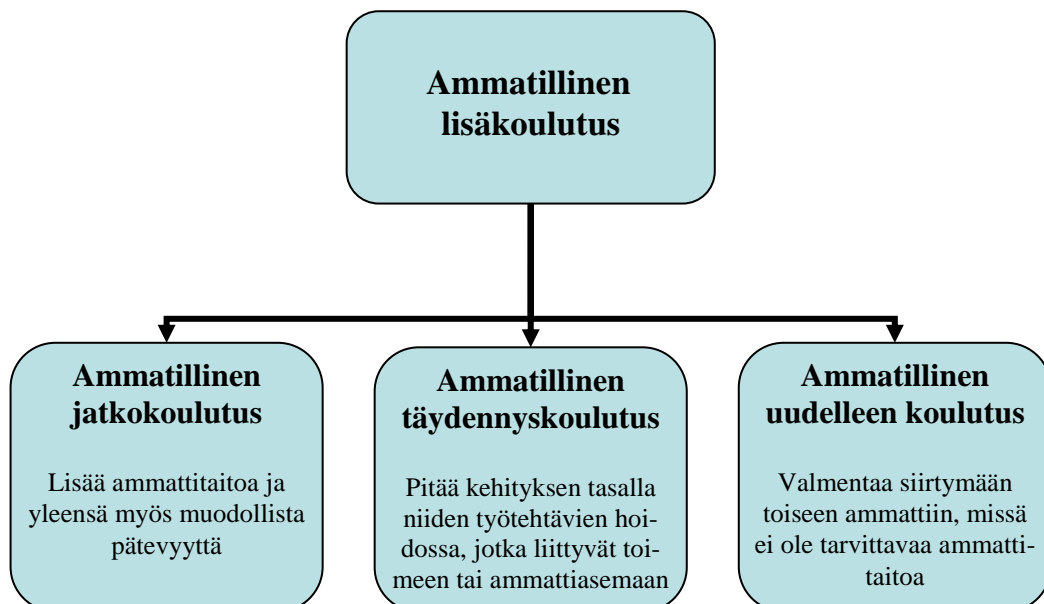 Ammatillinen
lisäkoulutus
Ammatillinen
jatkokoulutus
Lisää ammattitaitoa ja
yleensä myös muodollista
pätevyyttä
Ammatillinen
täydennyskoulutus
Pitää kehityksen tasalla
niiden työtehtävien hoi-
dossa, jotka liittyvät toi-
meen tai ammattiasemaan
Ammatillinen
uudelleen koulutus
Valmentaa siirtymään
toiseen ammattiin, missä
ei ole tarvittavaa ammatti-
taitoa